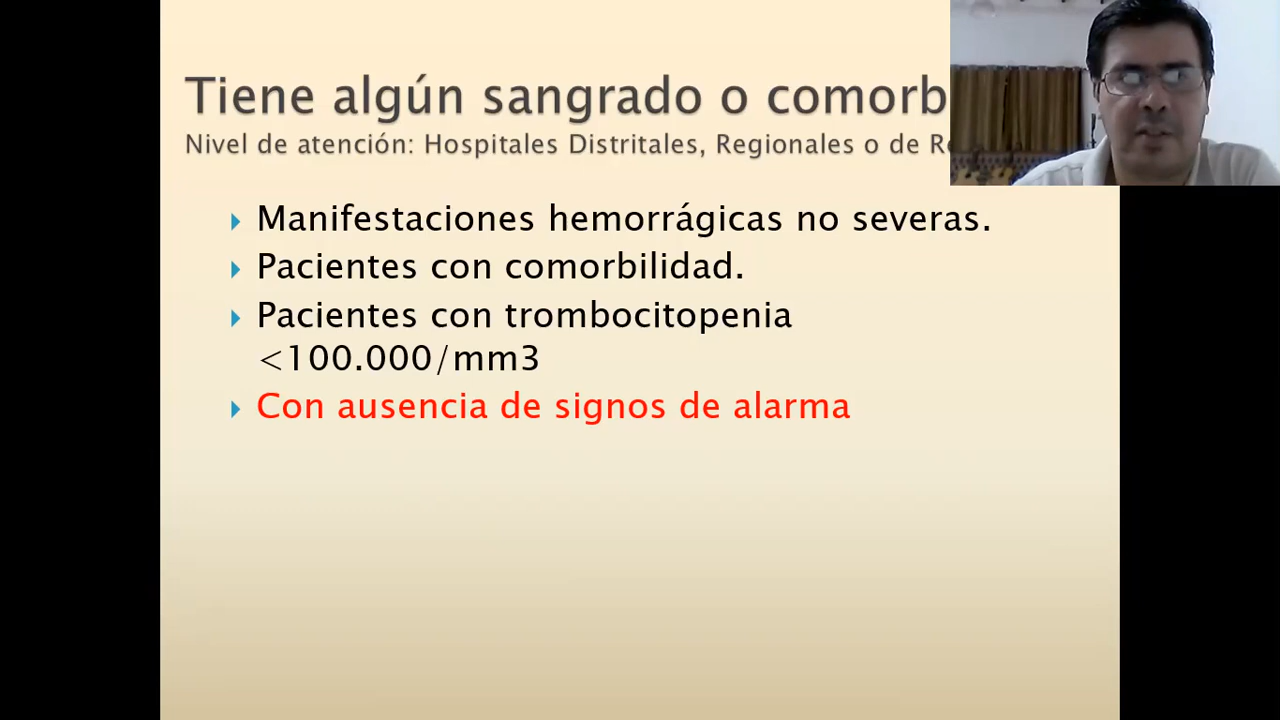 Tiene algún sangrado o comorb
Nivel de atención: Hospitales Distritales, Regionales o de
Manifestaciones hemorrágicas no severas.
Pacientes con comorbilidad.
Pacientes con trombocitopenia
<100.000/mm3
Con ausencia de signos de alarma